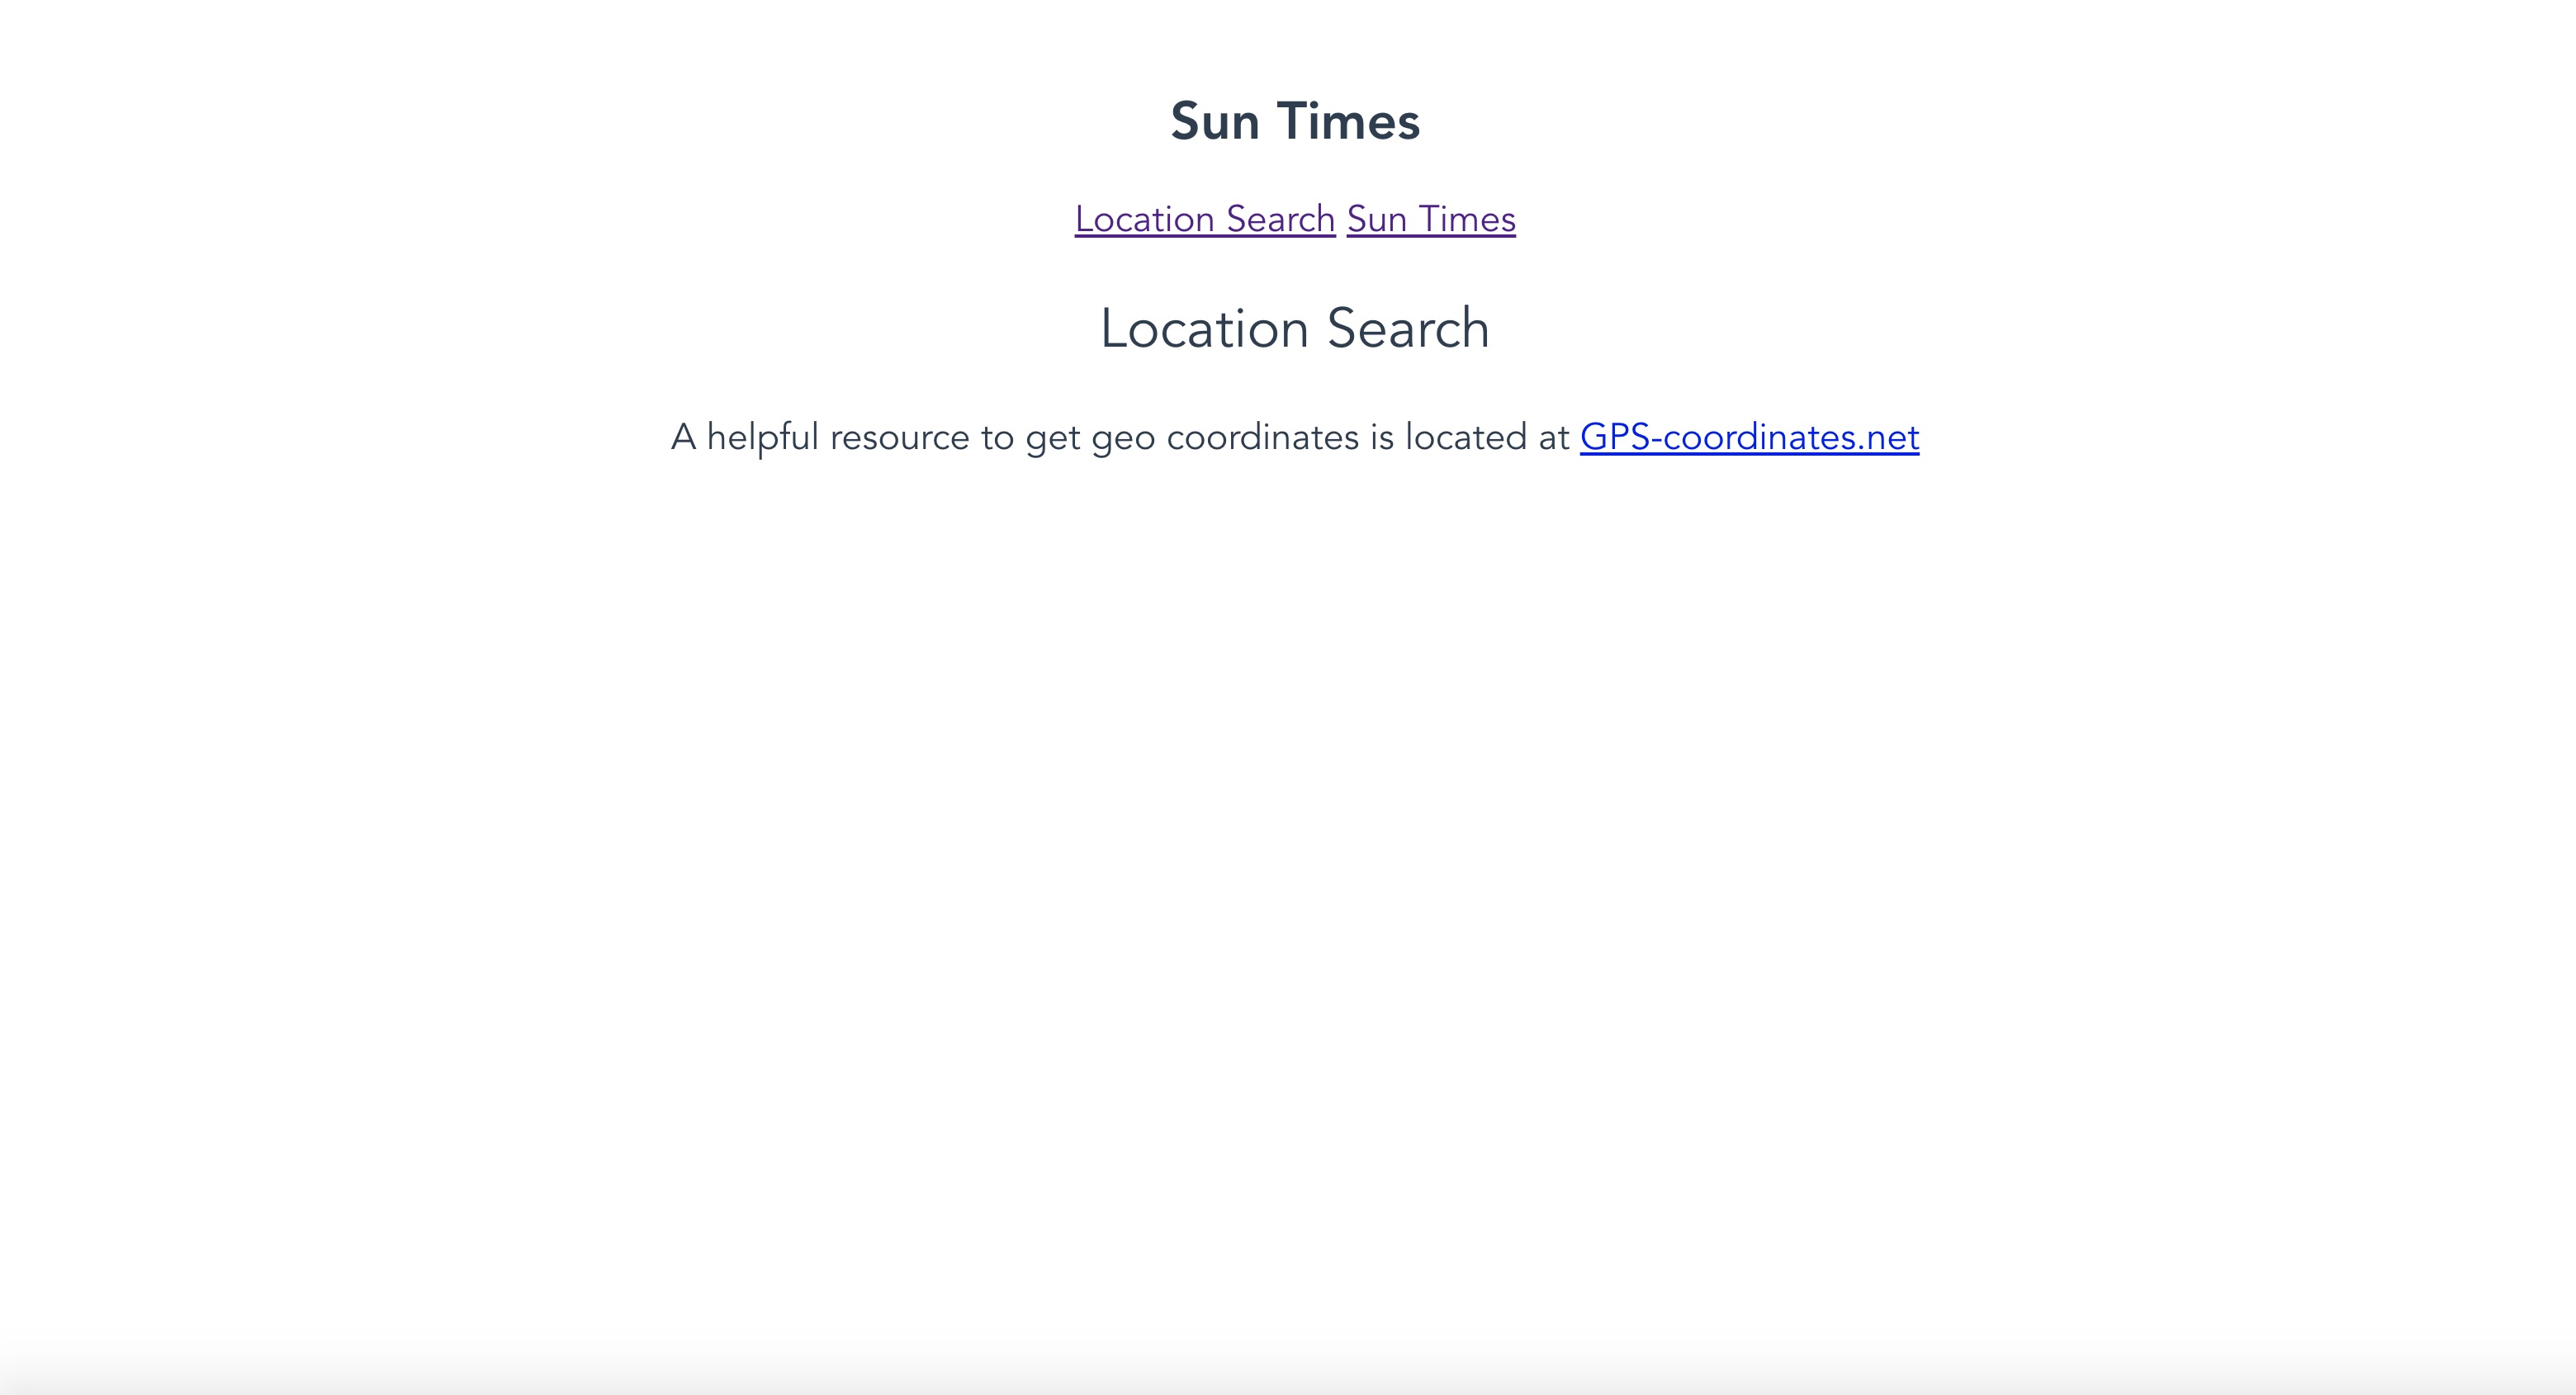 Sun Times
Location Search Sun Times
Location Search
A helpful resource to get geo coordinates is located at GPS-coordinates.net